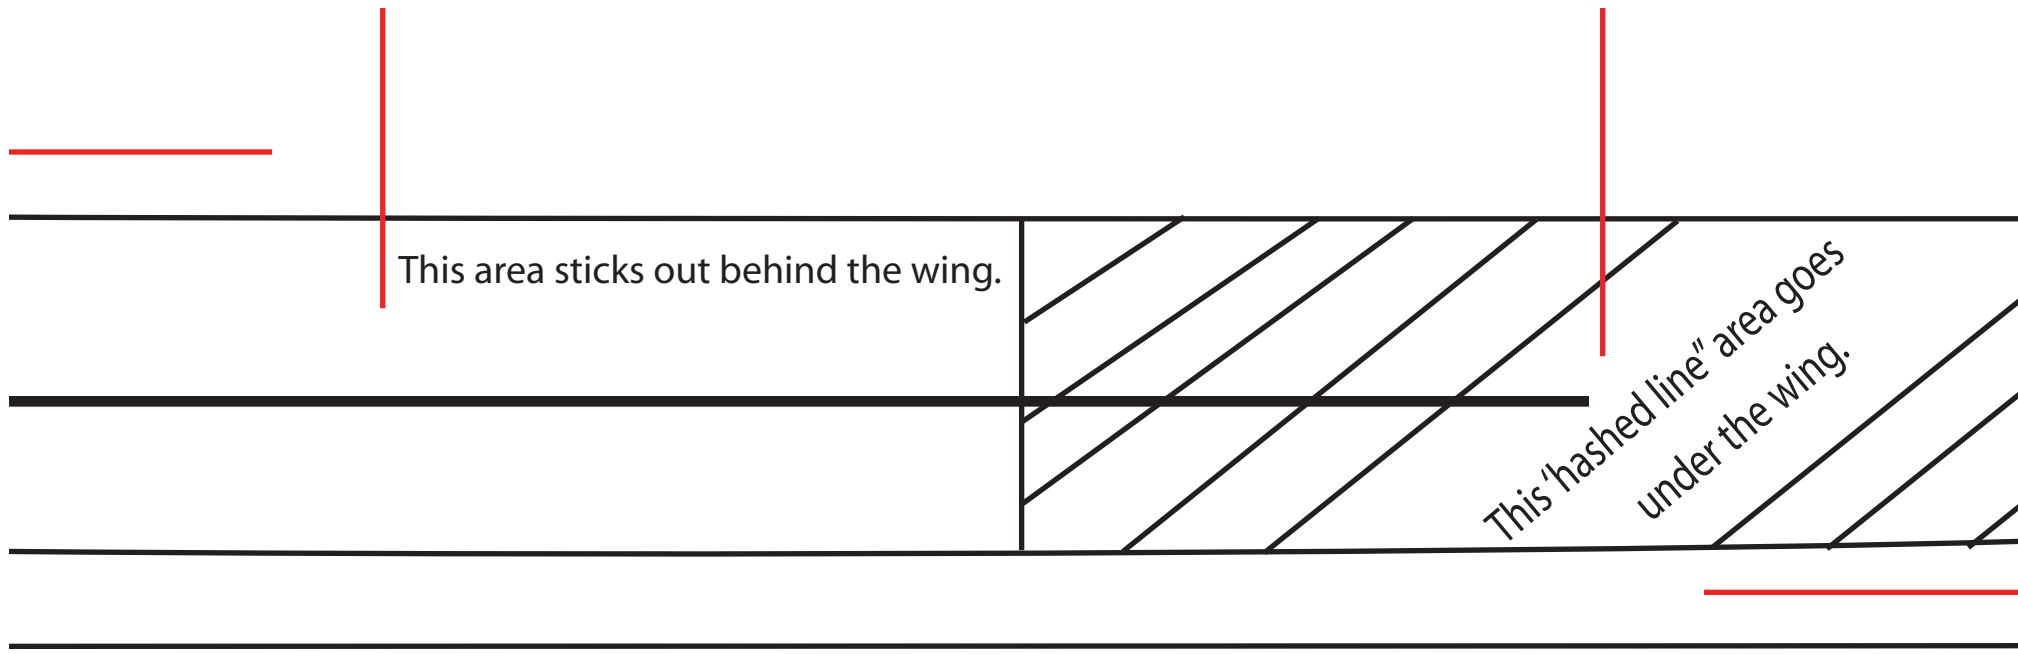 This area sticks out behind the wing.
This 'hashed line" area goes
under the wing.